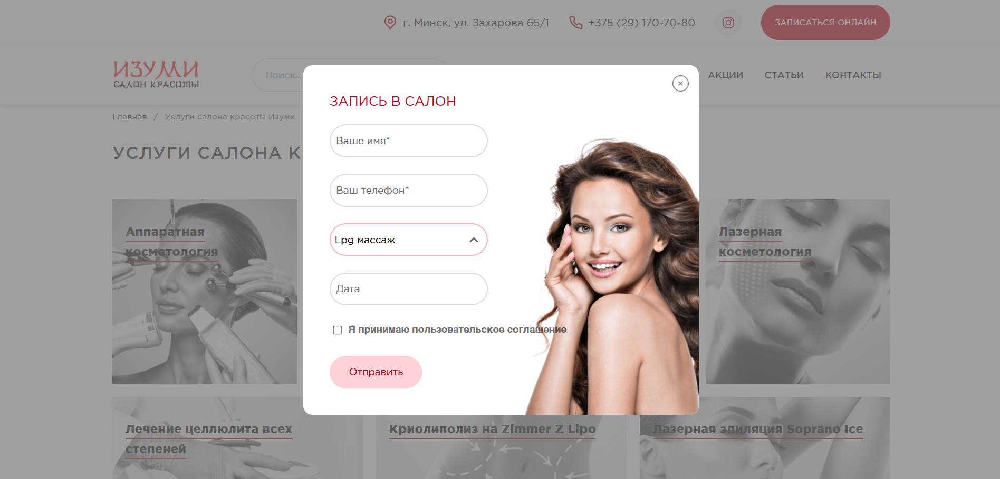 г. Минск, ул. Захарова 65/1
+375 (29) 170-70-80
ЗАПИСАТЬСЯ ОНЛАЙН
ИЗУМИ
САЛОН КРАСОТЫ
Поиск...
АКЦИИ
СТАТЬИ
КОНТАКТЫ
Главная / Услуги салона красоты Изуми
УСЛУГИ САЛОНА
ЗАПИСЬ В САЛОН
Ваше имя*
Ваш телефон*
Lpg массаж
Дата
Я принимаю пользовательское соглашение
Отправить
Аппаратная
косметология
Лазерная
косметология
Лечение целлюлита всех
степеней
Криолиполиз на Zimmer Z Lipo
Лазерная эпиляция Soprano Ice